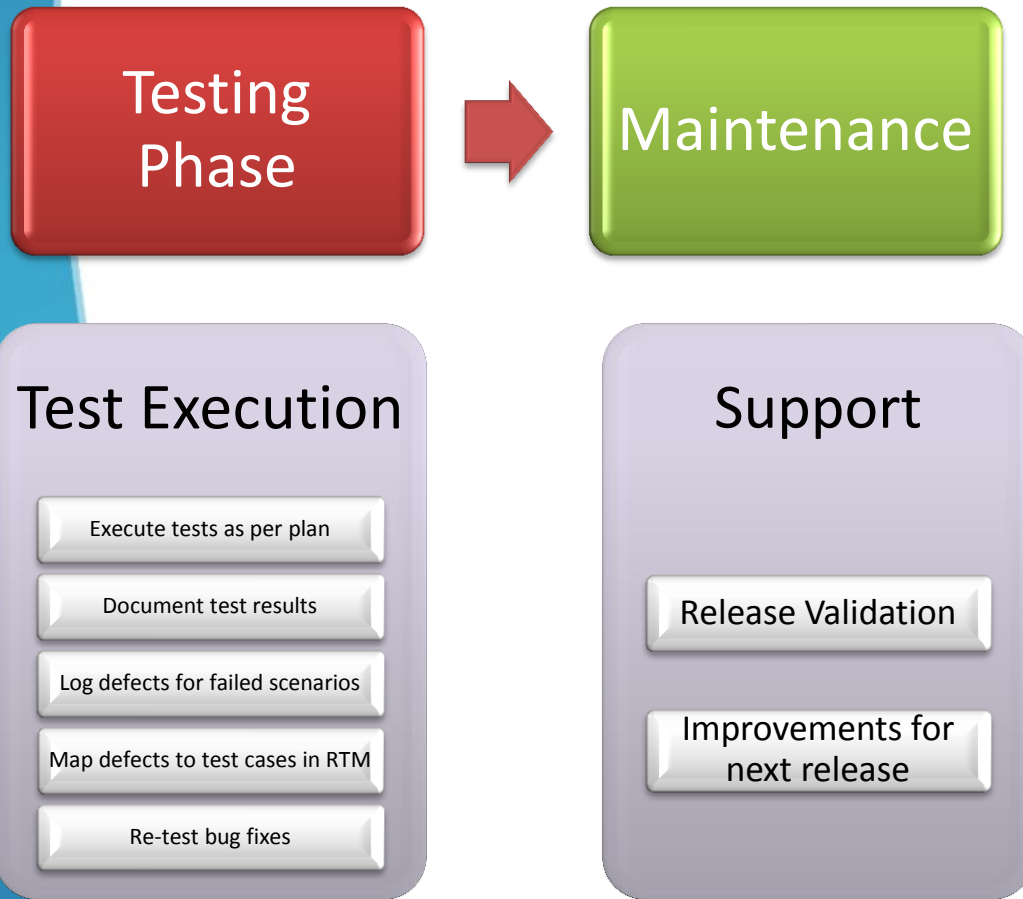 Testing
Phase
Maintenance
Test Execution
Execute tests as per plan
Document test results
Log defects for failed scenarios
Map defects to test cases in RTM
Re-test bug fixes
Support
Release Validation
Improvements for
next release